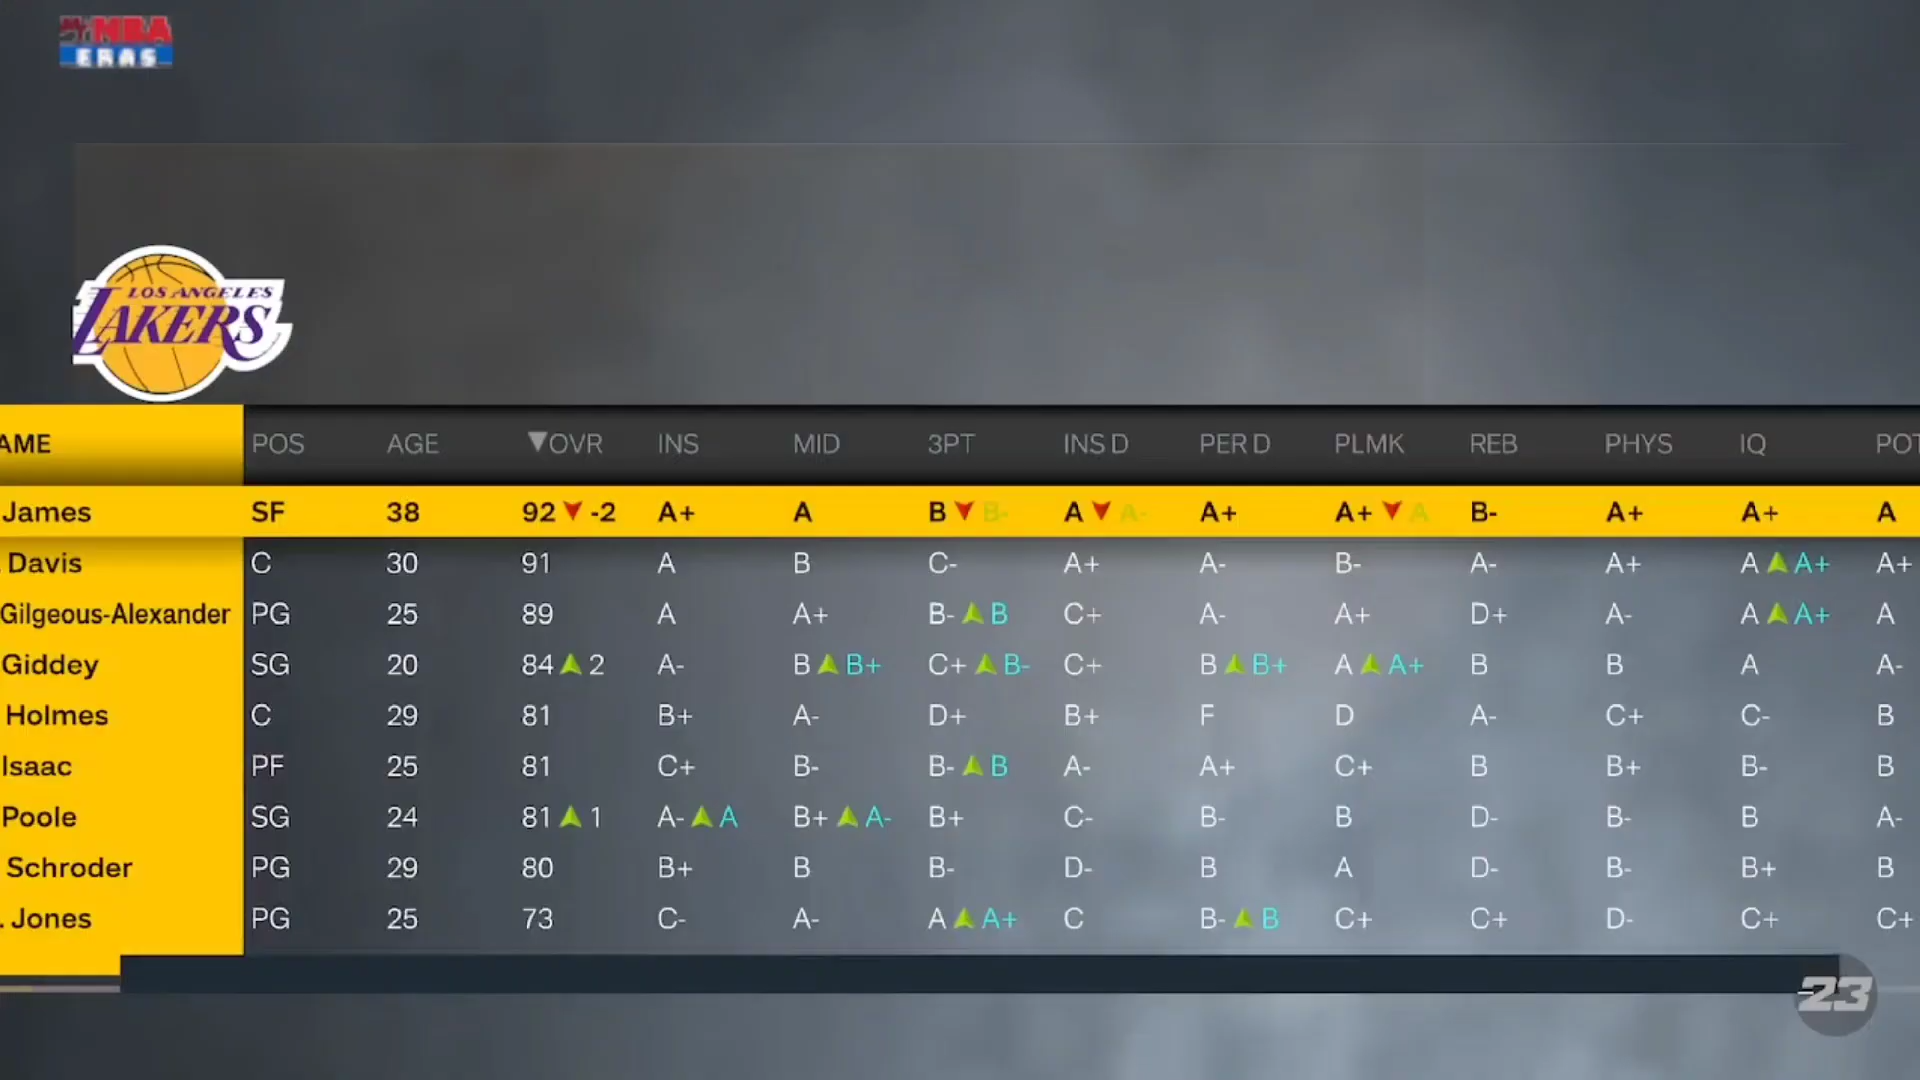 MyNBA
ERAS
LOS ANGELES
LAKERS
AME POS AGE ▼OVR INS MID 3PT INS D PER D PLMK REB PHYS IQ POT
James SF 38 92 -2 A+ A B B- A A- A+ A+ A B- A+ A+ A
. Davis C 30 91 A B C- A+ A- B- A- A+ A A+ A+
Gilgeous-Alexander PG 25 89 A A+ B- B C+ A- A+ D+ A- A A+ A
Giddey SG 20 84 2 A- B B+ C+ B- C+ B B+ A A+ B B A A-
Holmes C 29 81 B+ A- D+ B+ F D A- C+ C- B
Isaac PF 25 81 C+ B- B- B A- A+ C+ B B+ B- B
Poole SG 24 81 1 A- A B+ A- B+ C- B- B D- B- B A-
Schroder PG 29 80 B+ B B- D- B A D- B- B+ B
. Jones PG 25 73 C- A- A A+ C B- B C+ C+ D- C+ C+
23